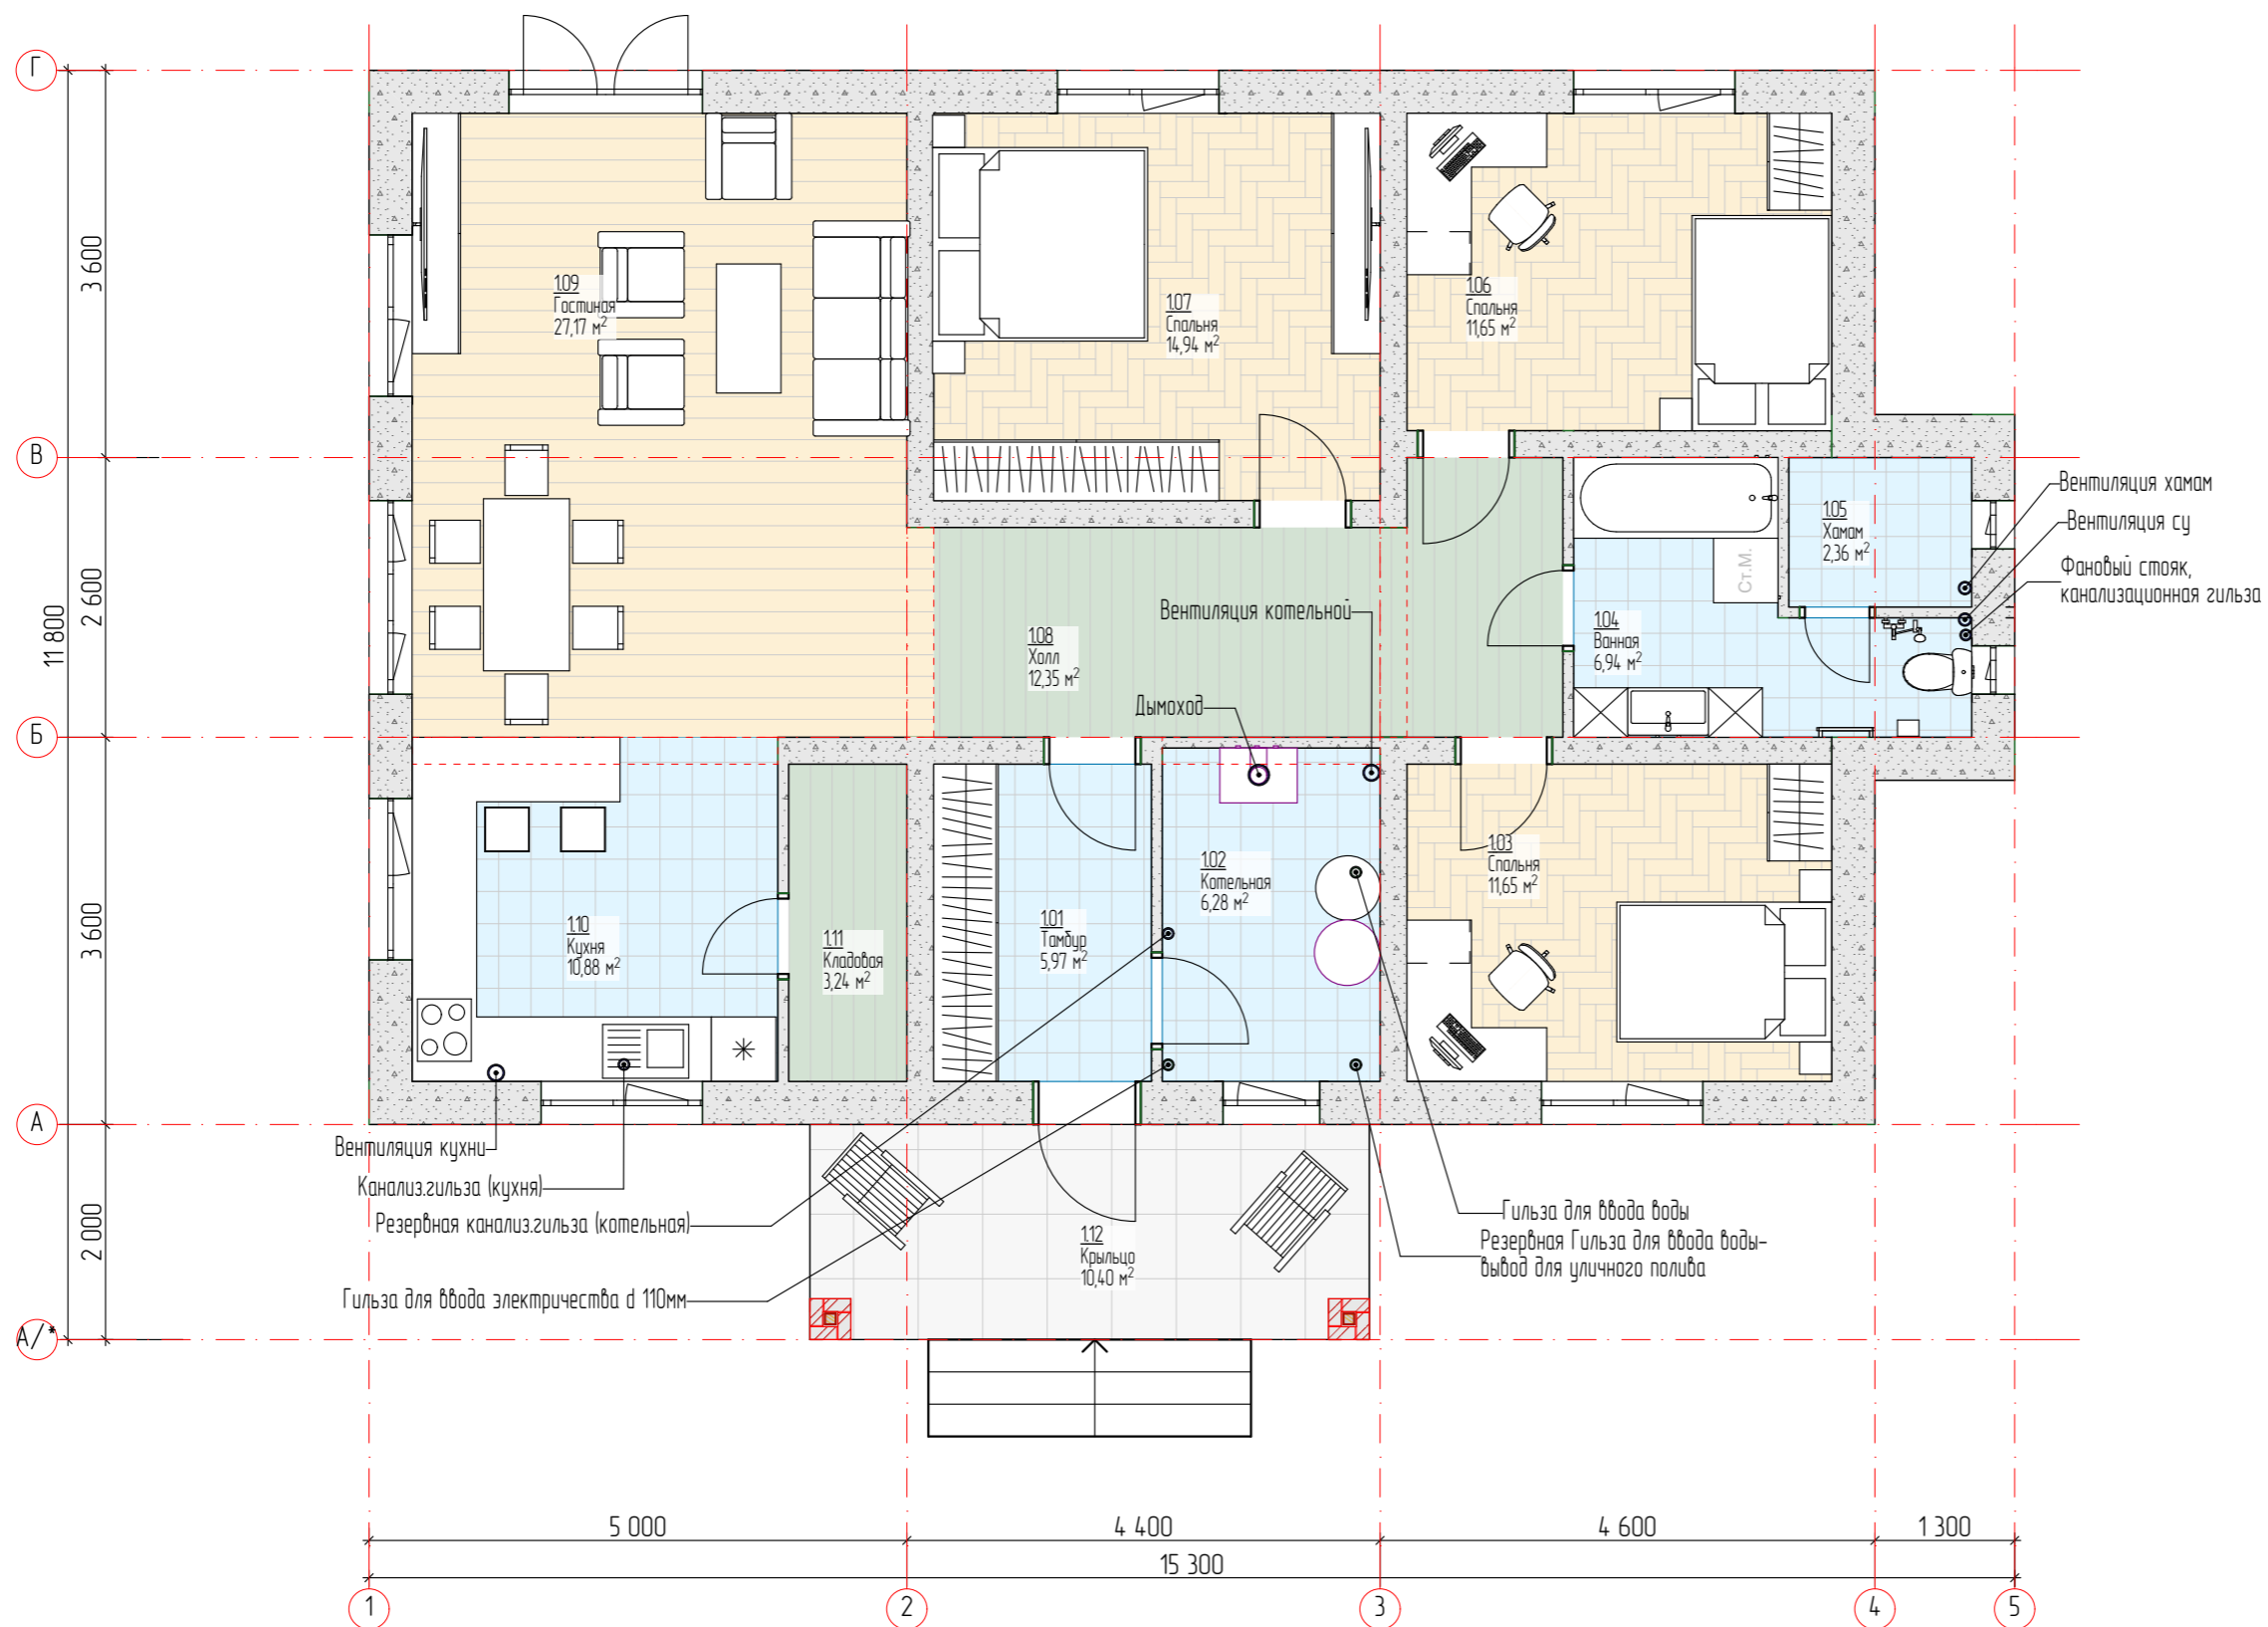 Г
В
Б
А
А/*
3 600
2 600
3 600
2 000
11 800
1.09
Гостиная
27,17 м²
1.07
Спальня
14,94 м²
1.06
Спальня
11,65 м²
1.05
Хамам
2,36 м²
Вентиляция хамам
Вентиляция су
Фановый стояк,
канализационная гильза
Ст.М.
1.04
Ванная
6,94 м²
1.08
Холл
12,35 м²
Вентиляция котельной
Дымоход
1.03
Спальня
11,65 м²
1.02
Котельная
6,28 м²
1.01
Тамбур
5,97 м²
1.10
Кухня
10,88 м²
1.11
Кладовая
3,24 м²
Вентиляция кухни
Канализ.гильза (кухня)
Резервная канализ.гильза (котельная)
Гильза для ввода электричества d 110мм
Гильза для ввода воды
Резервная Гильза для ввода воды-
вывод для уличного полива
1.12
Крыльцо
10,40 м²
5 000
4 400
4 600
1 300
15 300
1
2
3
4
5